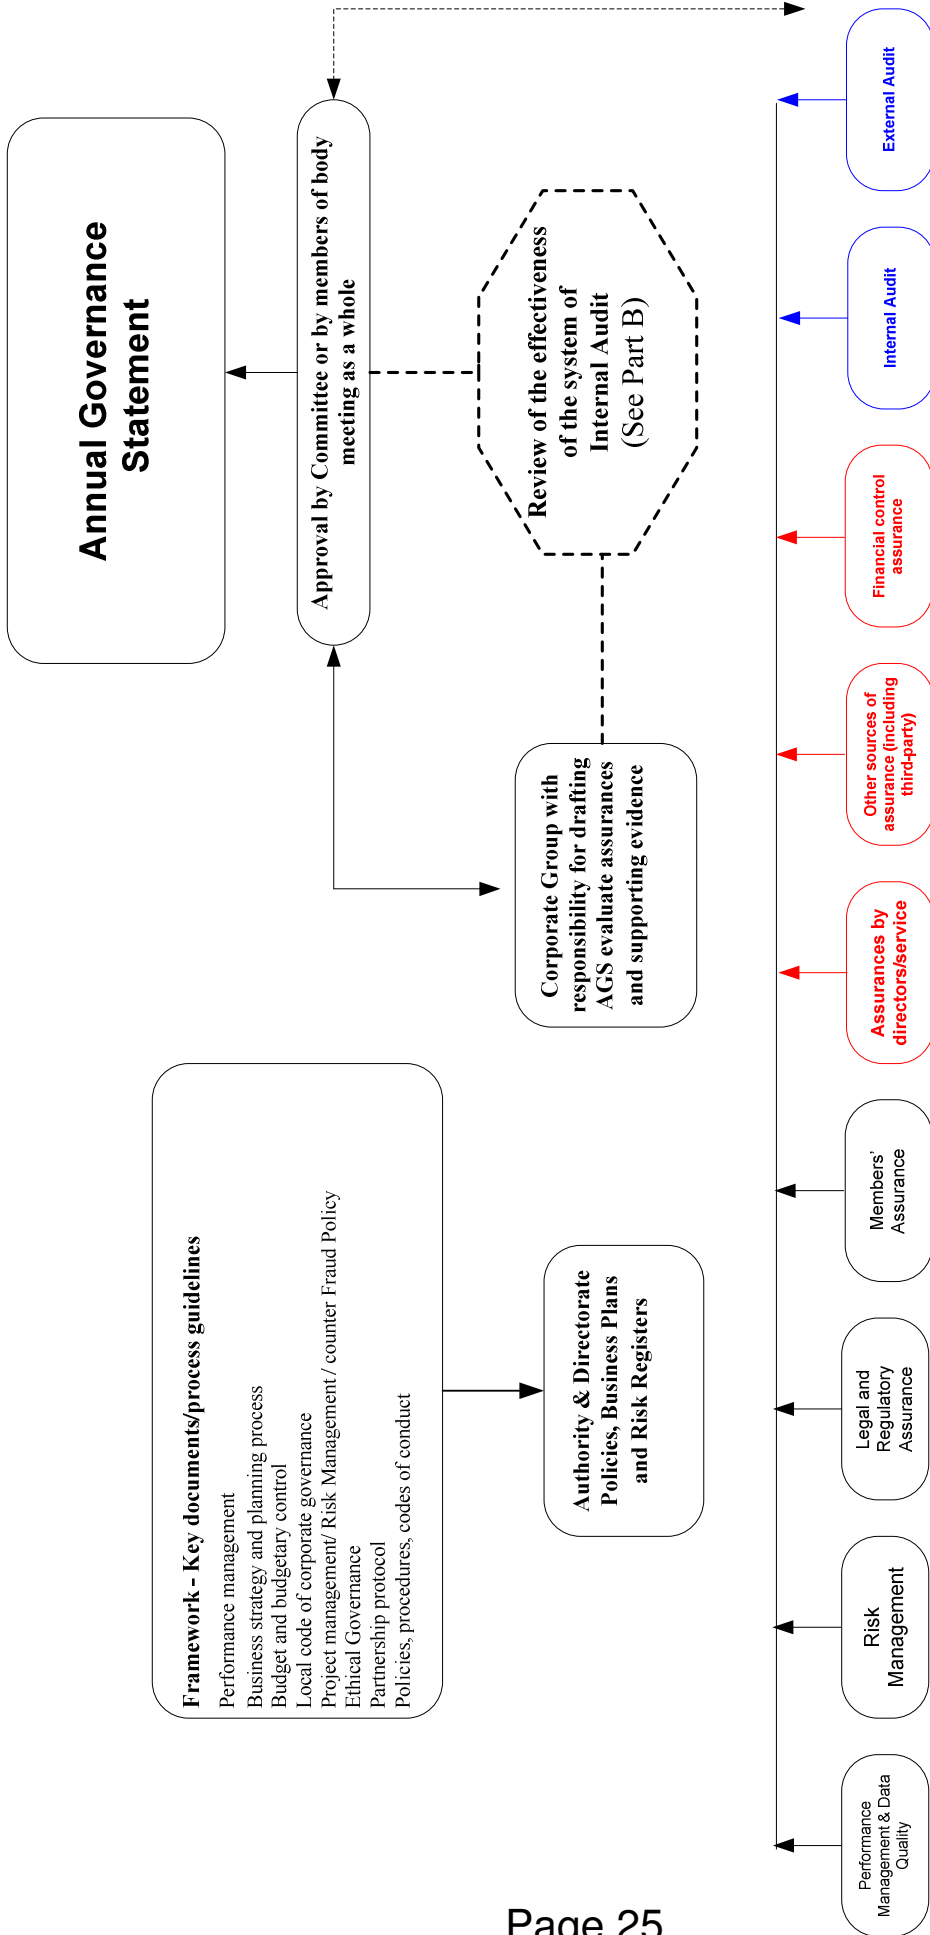 Annual Governance
Statement
Approval by Committee or by members of body
meeting as a whole
Review of the effectiveness
of the system of
Internal Audit
(See Part B)
Corporate Group with
responsibility for drafting
AGS evaluate assurances
and supporting evidence
Framework - Key documents/process guidelines
Performance management
Business strategy and planning process
Budget and budgetary control
Local code of corporate governance
Project management/ Risk Management / counter Fraud Policy
Ethical Governance
Partnership protocol
Policies, procedures, codes of conduct
Authority & Directorate
Policies, Business Plans
and Risk Registers
Performance
Management & Data
Quality
Risk
Management
Legal and
Regulatory
Assurance
Members’
Assurance
Assurances by
directors/service
Other sources of
assurance (including
third-party)
Financial control
assurance
Internal Audit
External Audit
Page 25